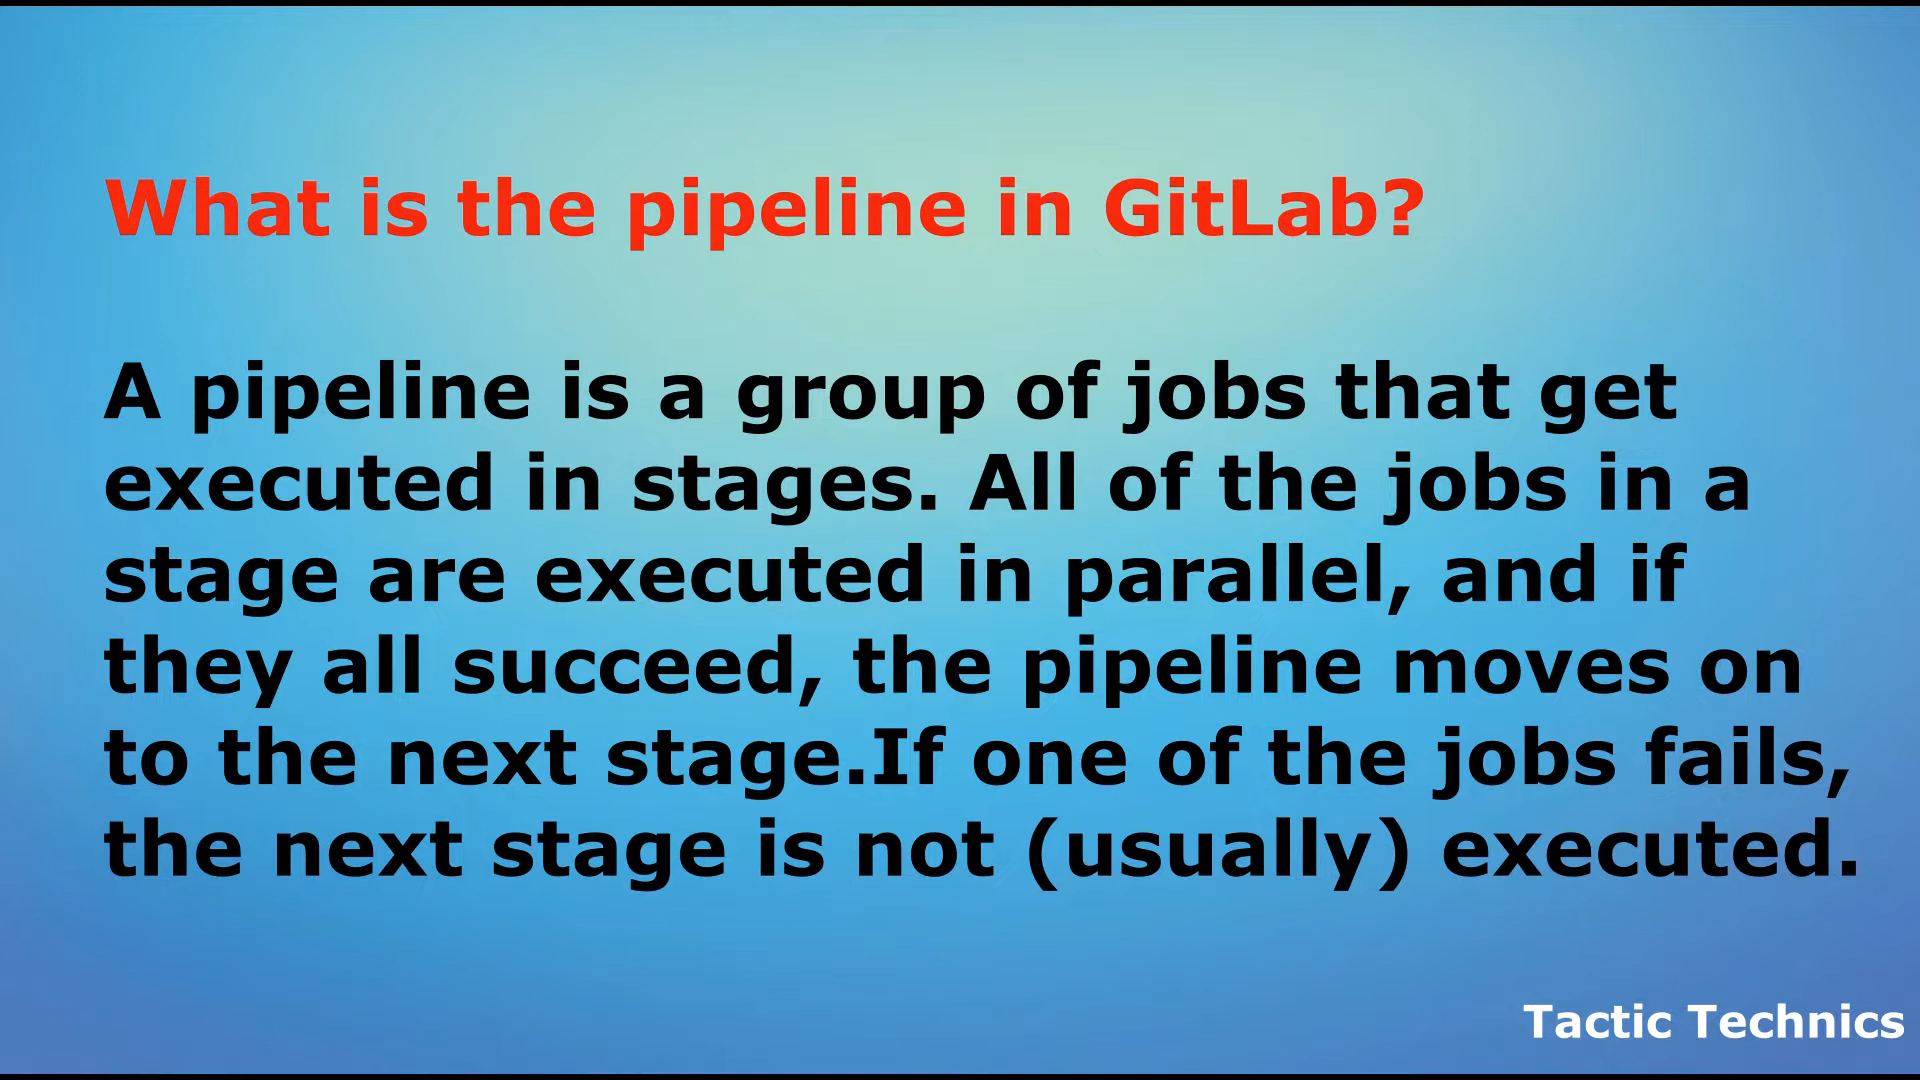 What is the pipeline in GitLab?
A pipeline is a group of jobs that get
executed in stages. All of the jobs in a
stage are executed in parallel, and if
they all succeed, the pipeline moves on
to the next stage.If one of the jobs fails,
the next stage is not (usually) executed.
Tactic Technics